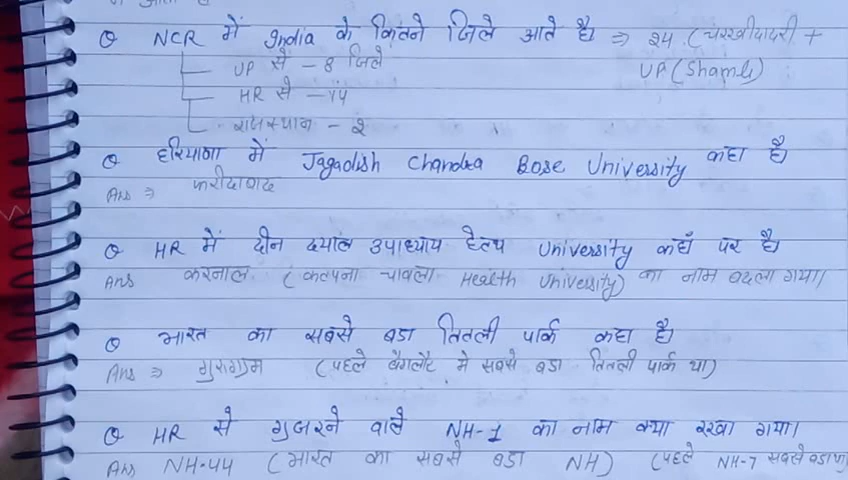 Q NCR में India के कितने जिले आते है ⇒ 24 (चरखीदादरी +
UP से - 8 जिले UP (Shamli)
HR से - 14
राजस्थान - 2
Q हरियाणा में Jagadish Chandra Bose University कहा है
Ans ⇒ फरीदाबाद
Q HR में दीन दयाल उपाध्याय हेल्थ University कहाँ पर है
Ans करनाल (कल्पना चावला Health University) का नाम बदला गया।
Q भारत का सबसे बडा तितली पार्क कहा है
Ans ⇒ गुरुग्राम (पहले बैंगलौर मे सबसे बडा तितली पार्क था)
Q HR से गुजरने वाले NH-1 का नाम क्या रखा गया।
Ans NH-44 (भारत का सबसे बडा NH) (पहले NH-7 सबसे बडा